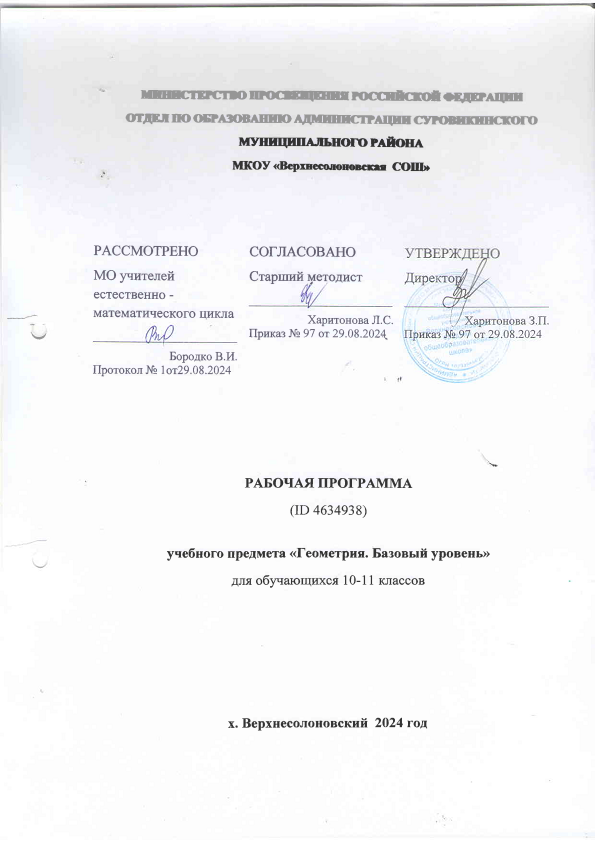 МИНИСТЕРСТВО ПРОСВЕЩЕНИЯ РОССИЙСКОЙ ФЕДЕРАЦИИ
ОТДЕЛ ПО ОБРАЗОВАНИЮ АДМИНИСТРАЦИИ СУРОВИКИНСКОГО
МУНИЦИПАЛЬНОГО РАЙОНА
МКОУ «Верхнесолоновская СОШ»
РАССМОТРЕНО
МО учителей
естественно -
математического цикла
Бородко В.И.
Протокол № 1от29.08.2024
СОГЛАСОВАНО
Старший методист
Харитонова Л.С.
Приказ № 97 от 29.08.2024
УТВЕРЖДЕНО
Директор
Харитонова З.П.
Приказ № 97 от 29.08.2024
РАБОЧАЯ ПРОГРАММА
(ID 4634938)
учебного предмета «Геометрия. Базовый уровень»
для обучающихся 10-11 классов
х. Верхнесолоновский 2024 год